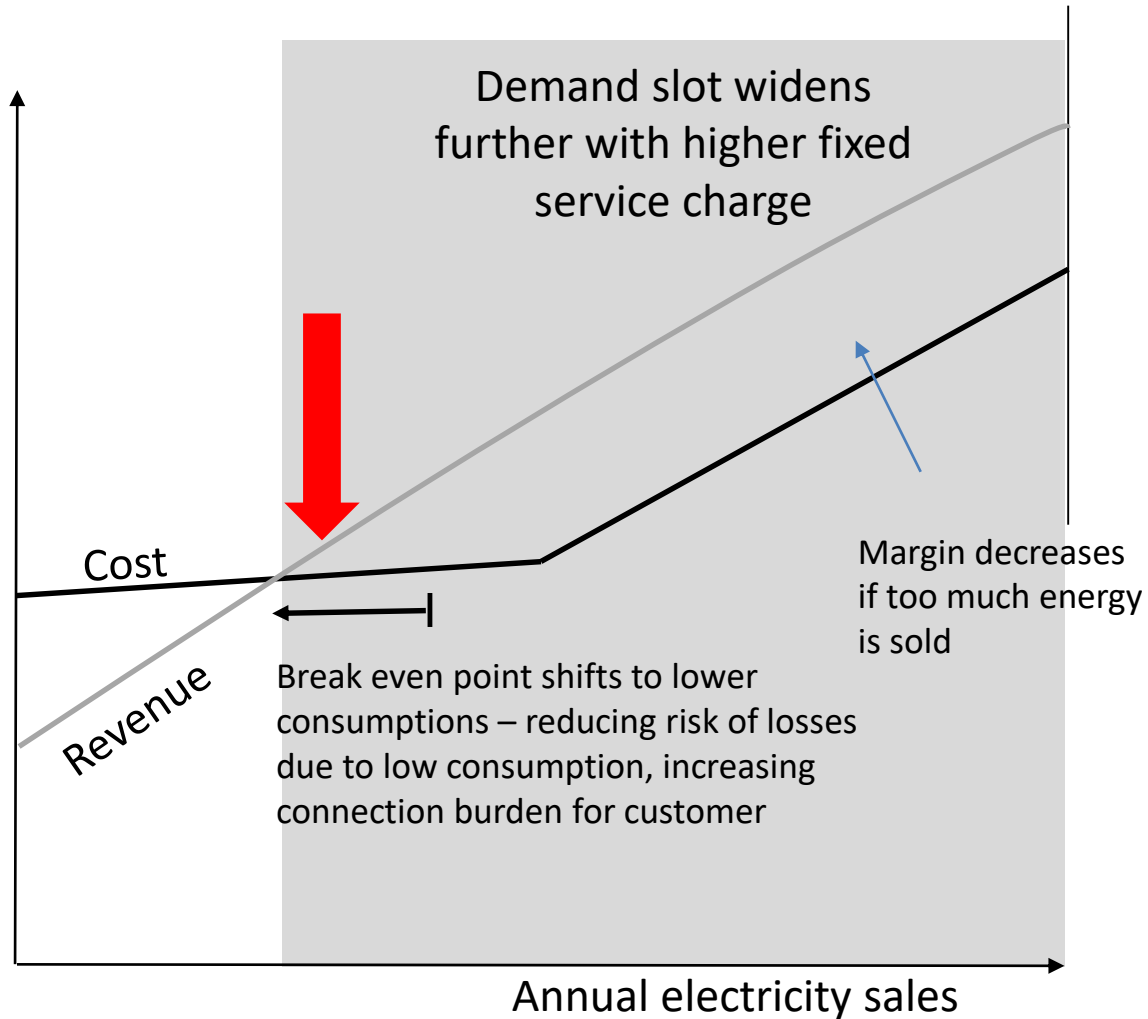 Demand slot widens
further with higher fixed
service charge
Cost
Revenue
Margin decreases
if too much energy
is sold
Break even point shifts to lower
consumptions – reducing risk of losses
due to low consumption, increasing
connection burden for customer
Annual electricity sales